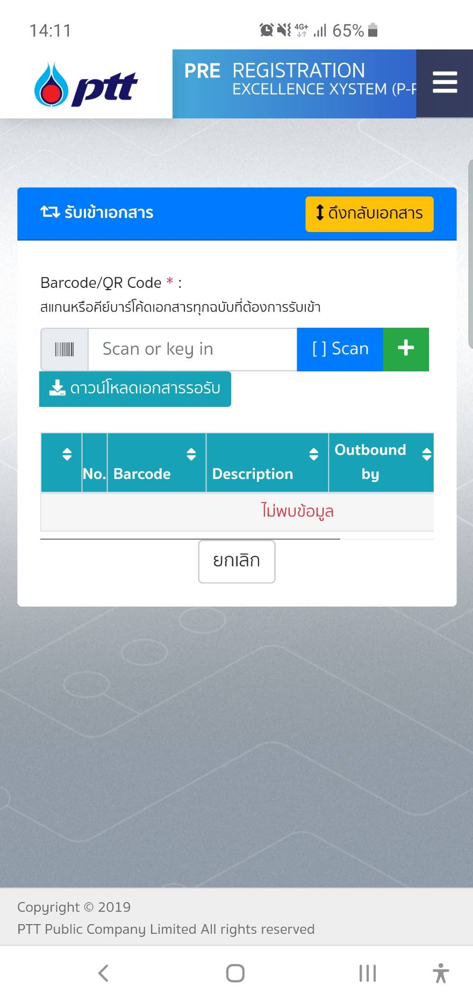 14:11
4G+ 65%
ptt
PRE REGISTRATION
EXCELLENCE XYSTEM (P-F
รับเข้าเอกสาร
ดึงกลับเอกสาร
Barcode/QR Code * :
สแกนหรือคีย์บาร์โค้ดเอกสารทุกฉบับที่ต้องการรับเข้า
Scan or key in
[ ] Scan
ดาวน์โหลดเอกสารรอรับ
No. Barcode Description Outbound by
ไม่พบข้อมูล
ยกเลิก
Copyright © 2019
PTT Public Company Limited All rights reserved